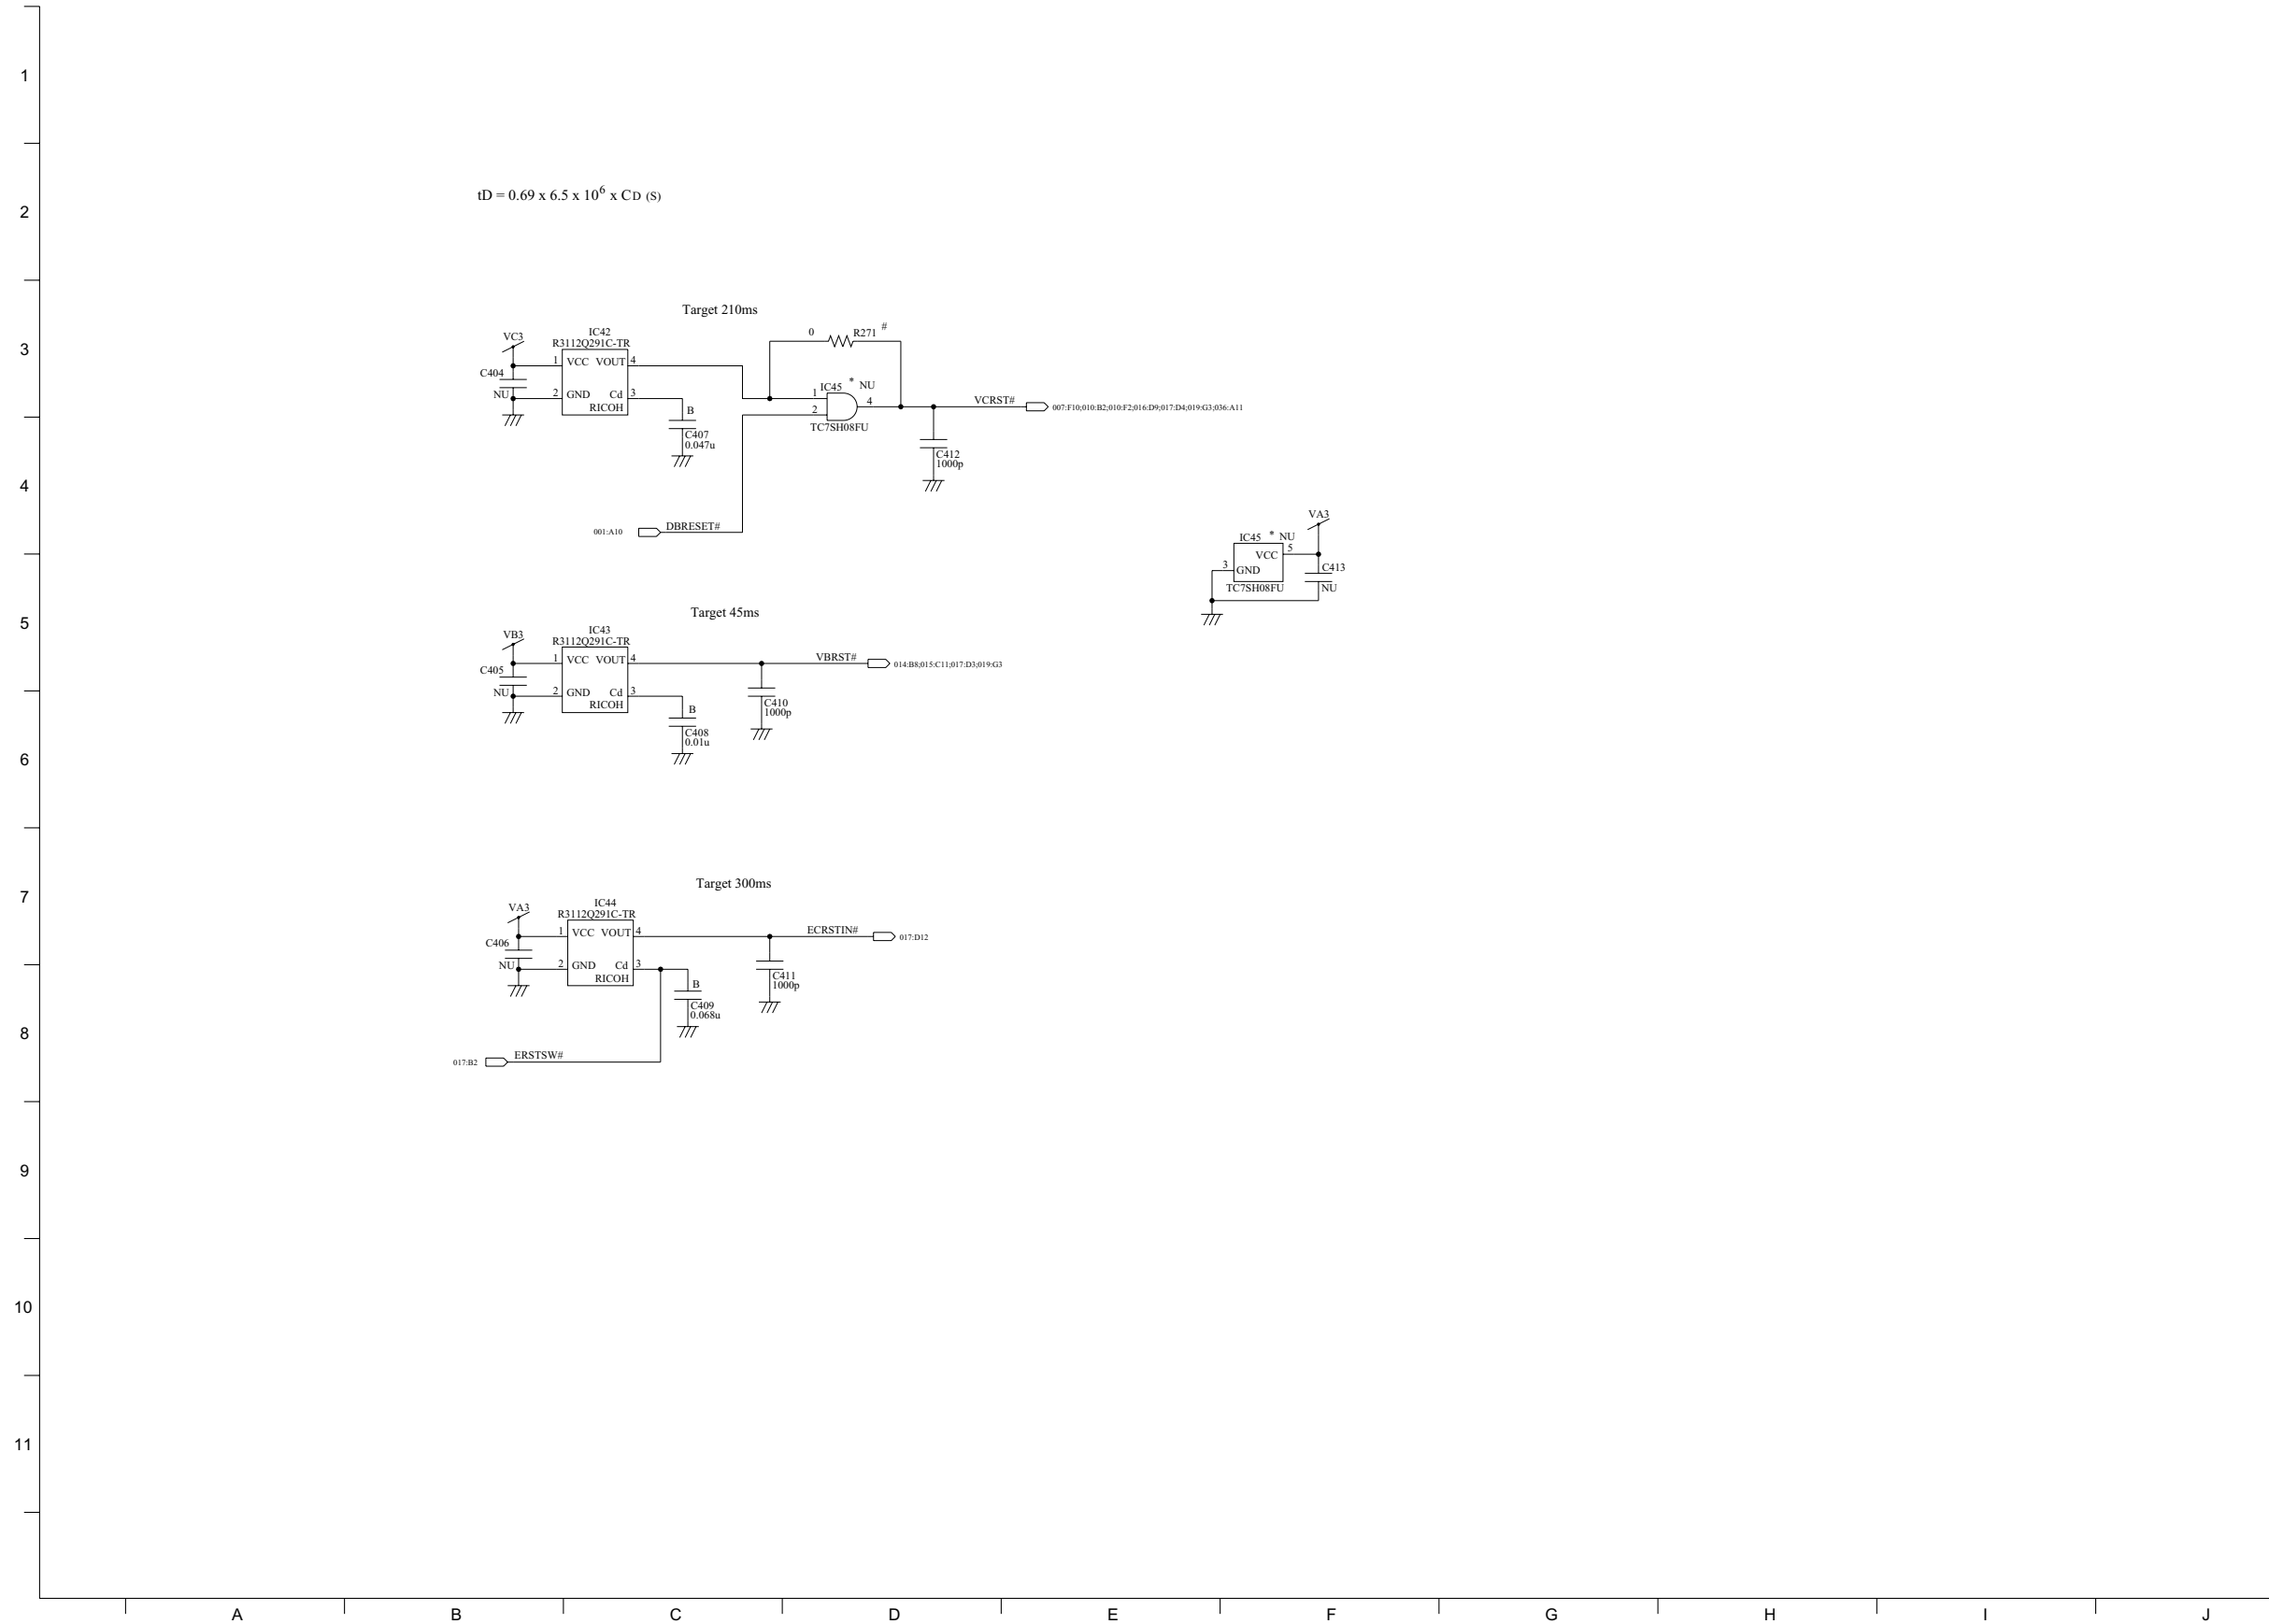 1
2
tD = 0.69 x 6.5 x 10^6 x CD (S)
Target 210ms
3
VC3
IC42
R3112Q291C-TR
1 VCC VOUT 4
C404
NU
2 GND Cd 3
RICOH
B
C407
0.047u
0 R271 #
IC45 * NU
1
2
4
TC7SH08FU
VCRST#
007:F10;010:B2;010:F2;016:D9;017:D4;019:G3;036:A11
C412
1000p
4
001:A10 DBRESET#
VA3
IC45 * NU
VCC 5
3 GND
TC7SH08FU
C413
NU
5
Target 45ms
VB3
IC43
R3112Q291C-TR
1 VCC VOUT 4
C405
NU
2 GND Cd 3
RICOH
B
C408
0.01u
VBRST#
014:B8;015:C11;017:D3;019:G3
C410
1000p
6
7
Target 300ms
VA3
IC44
R3112Q291C-TR
1 VCC VOUT 4
C406
NU
2 GND Cd 3
RICOH
B
C409
0.068u
ECRSTIN#
017:D12
C411
1000p
8
017:B2 ERSTSW#
9
10
11
A B C D E F G H I J